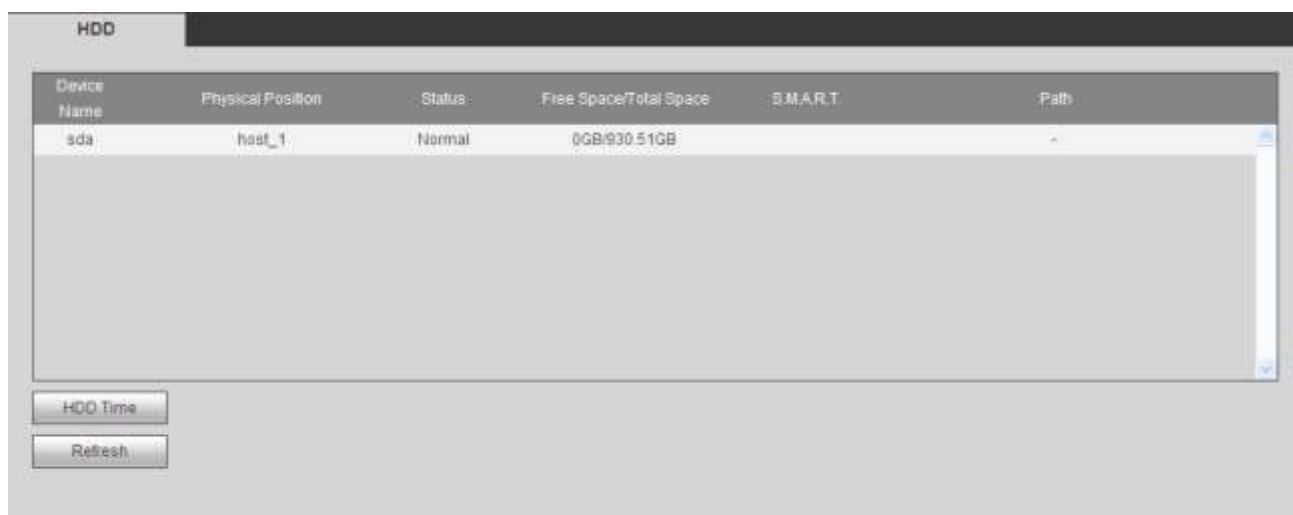 HDD
Device Name Physical Position Status Free Space/Total Space S.M.A.R.T. Path
sda host_1 Normal 0GB/930.51GB -
HDD Time
Refresh